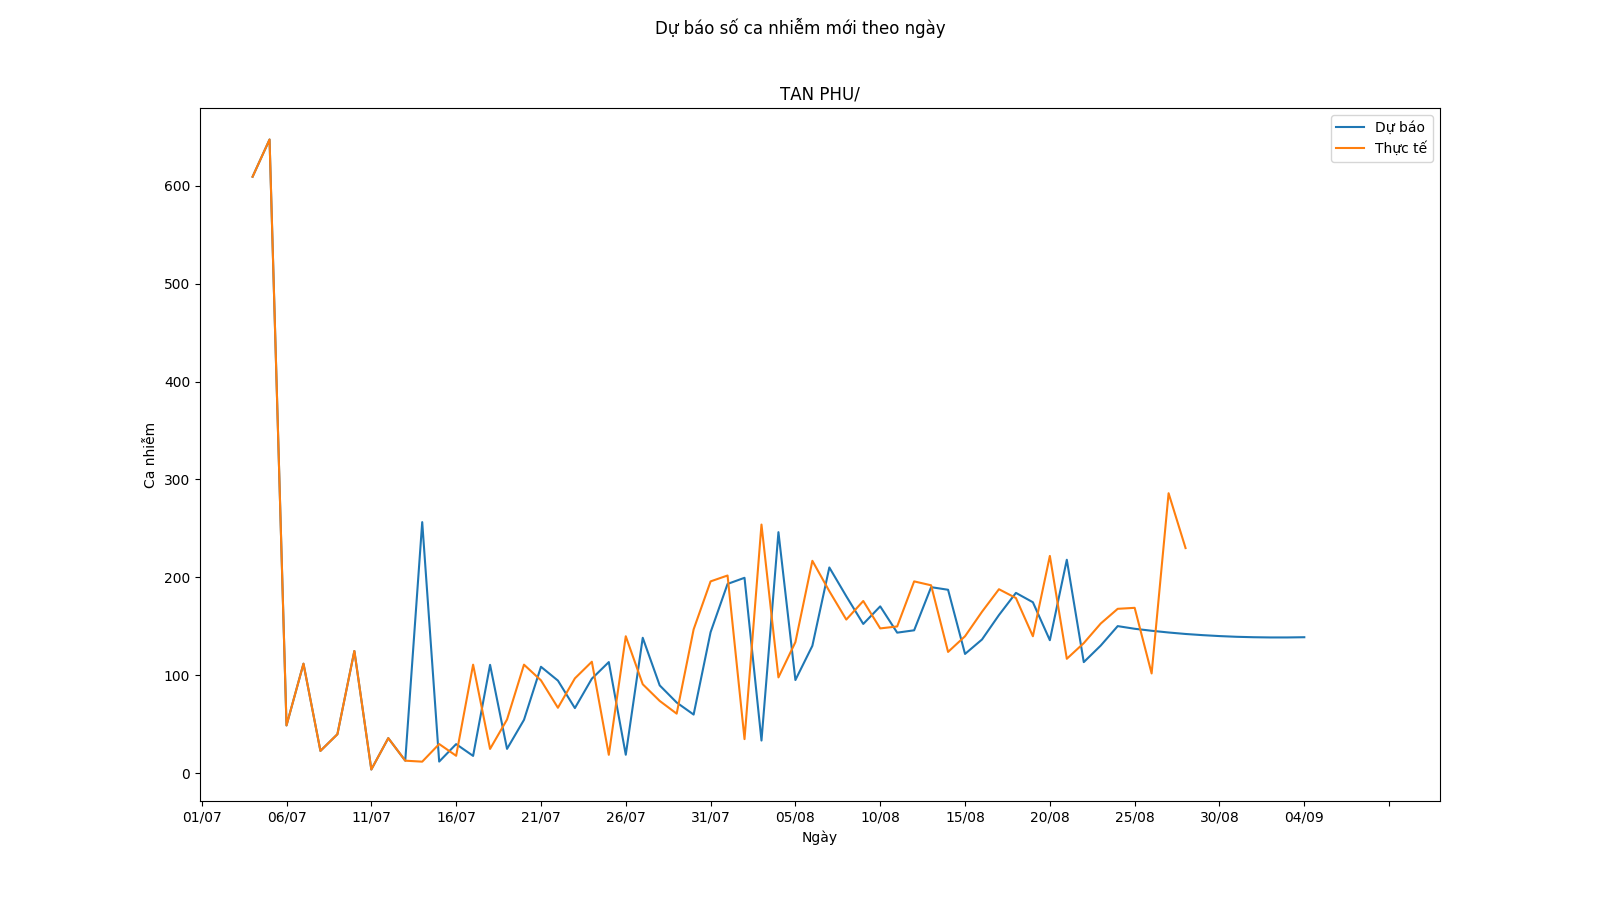 Dự báo số ca nhiễm mới theo ngày
TAN PHU/
Dự báo
Thực tế
600
500
400
300
200
100
0
Ca nhiễm
01/07 06/07 11/07 16/07 21/07 26/07 31/07 05/08 10/08 15/08 20/08 25/08 30/08 04/09
Ngày